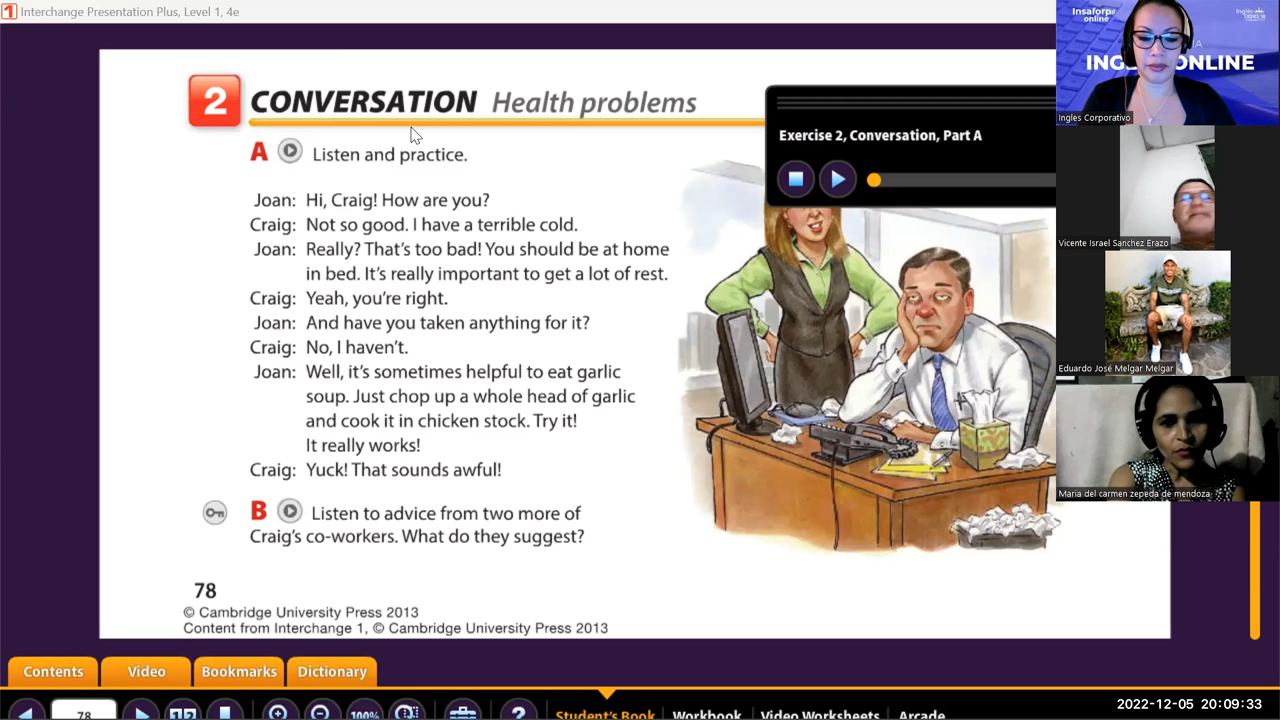 Interchange Presentation Plus, Level 1, 4e
2 CONVERSATION Health problems
A Listen and practice.
Joan: Hi, Craig! How are you?
Craig: Not so good. I have a terrible cold.
Joan: Really? That's too bad! You should be at home
in bed. It's really important to get a lot of rest.
Craig: Yeah, you're right.
Joan: And have you taken anything for it?
Craig: No, I haven't.
Joan: Well, it's sometimes helpful to eat garlic
soup. Just chop up a whole head of garlic
and cook it in chicken stock. Try it!
It really works!
Craig: Yuck! That sounds awful!
B Listen to advice from two more of
Craig's co-workers. What do they suggest?
78
© Cambridge University Press 2013
Content from Interchange 1, © Cambridge University Press 2013
Exercise 2, Conversation, Part A
Insaforp
online
Ingles Corporativo
Vicente Israel Sanchez Erazo
Eduardo José Melgar Melgar
Maria del carmen zepeda de mendoza
Contents
Video
Bookmarks
Dictionary
78
100%
?
Student's Book
Workbook
Video Worksheets
Arcade
2022-12-05 20:09:33